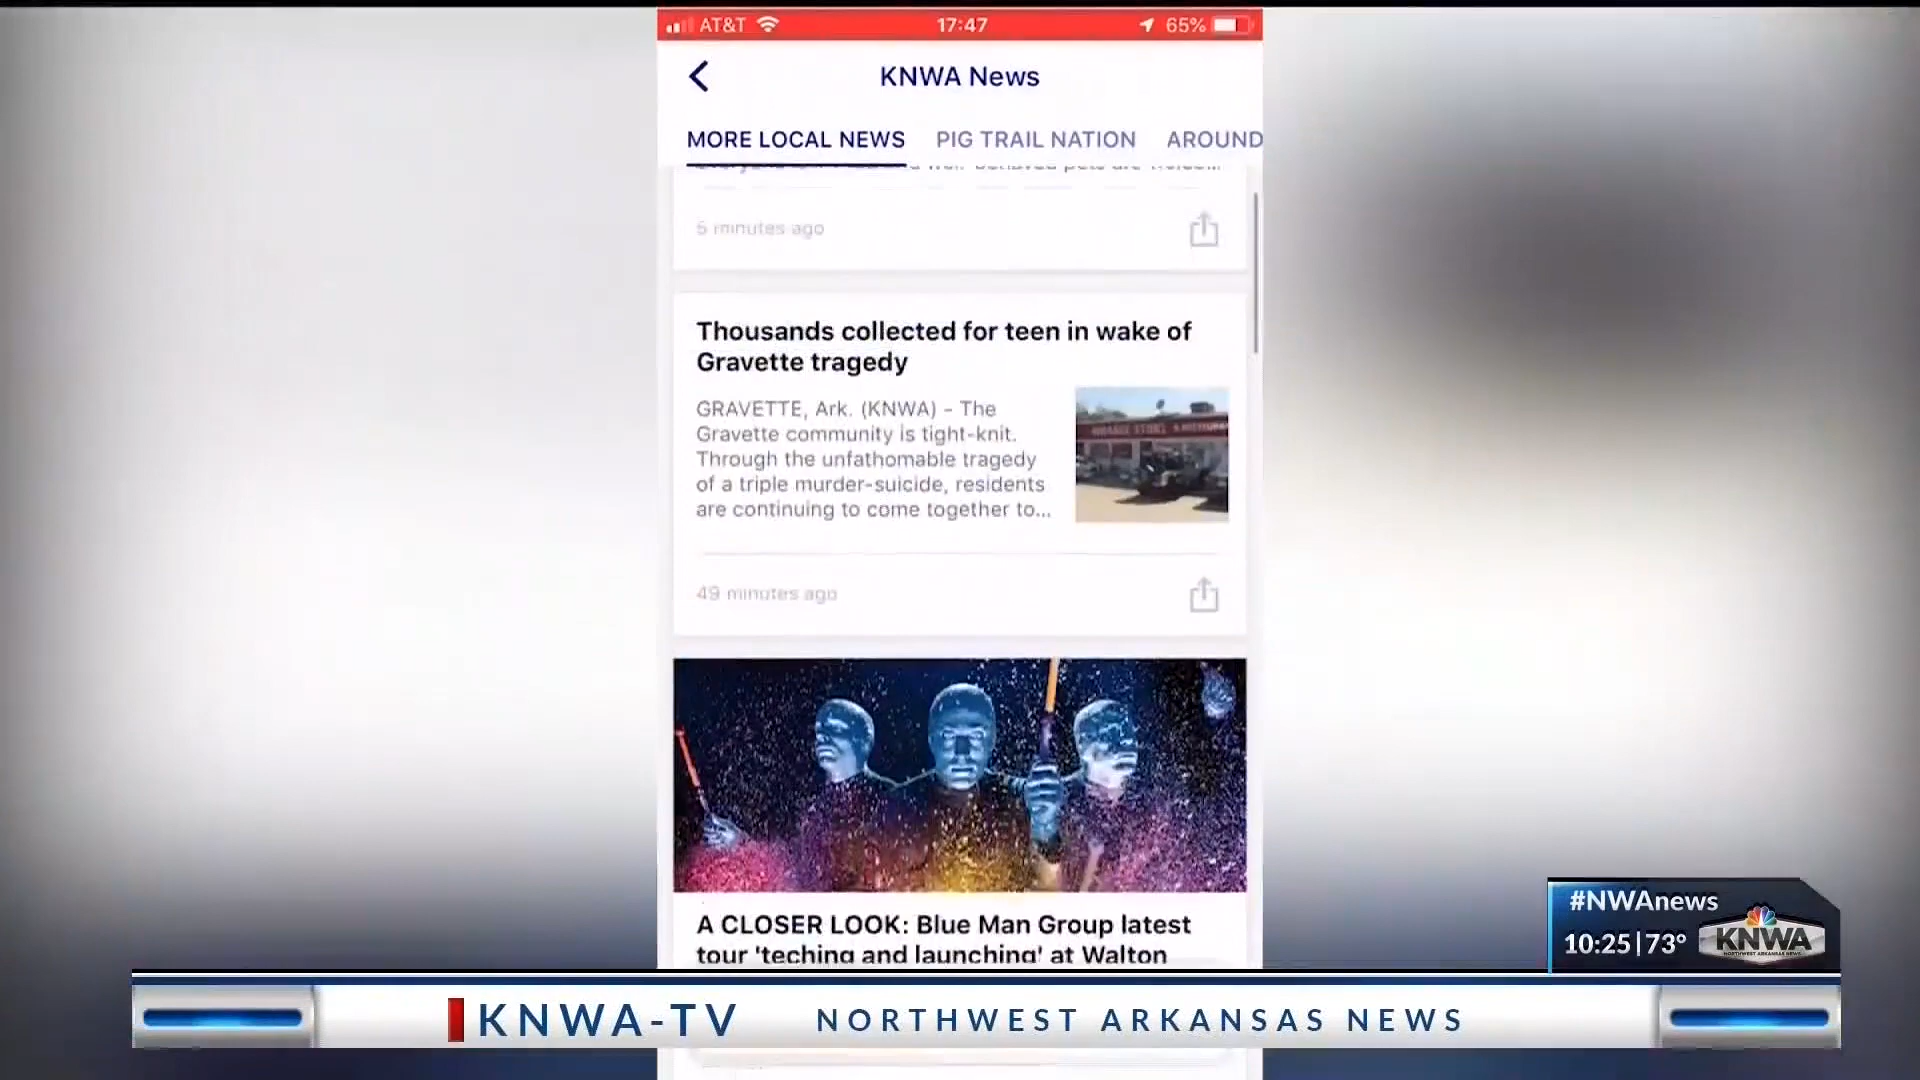 AT&T 17:47 65%
KNWA News
MORE LOCAL NEWS PIG TRAIL NATION AROUND
5 minutes ago
Thousands collected for teen in wake of
Gravette tragedy
GRAVETTE, Ark. (KNWA) – The
Gravette community is tight-knit.
Through the unfathomable tragedy
of a triple murder-suicide, residents
are continuing to come together to...
49 minutes ago
A CLOSER LOOK: Blue Man Group latest
tour 'teching and launching' at Walton
#NWAnews
10:25|73°
KNWA
NORTHWEST ARKANSAS NEWS
KNWA-TV NORTHWEST ARKANSAS NEWS